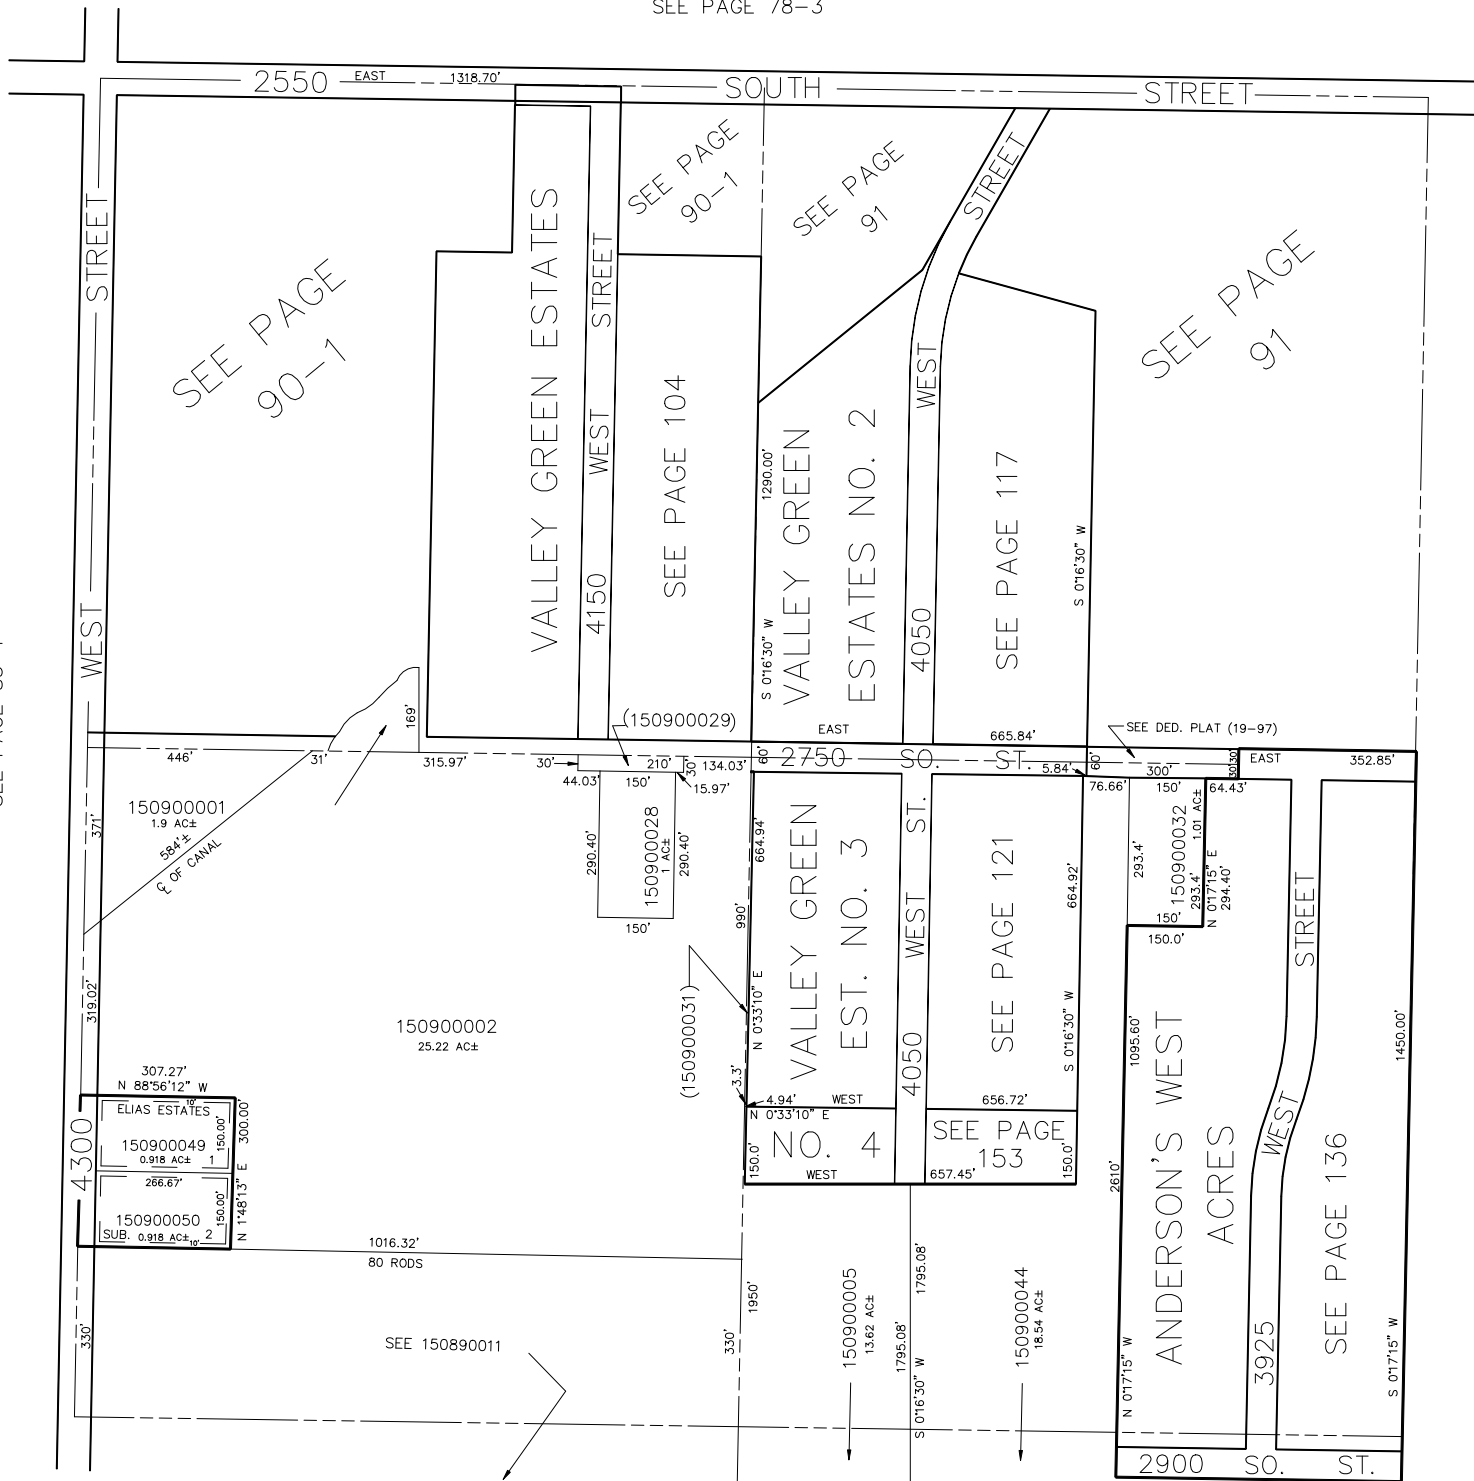 SEE PAGE 78-3
2550 EAST 1318.70' SOUTH STREET
STREET
WEST
4300
SEE PAGE
90-1
VALLEY GREEN ESTATES
STREET
WEST
4150
SEE PAGE
90-1
SEE PAGE 104
SEE PAGE
91
STREET
WEST
4050
1290.00'
S 0°16'30" W
VALLEY GREEN
ESTATES NO. 2
SEE PAGE 117
S 0°16'30" W
SEE PAGE
91
169'
(150900029)
EAST
665.84'
SEE DED. PLAT (19-97)
446'
31'
315.97'
30'
210'
30'
134.03'
60'
2750 SO. ST.
5.84'
60'
300'
30'
30'
EAST
352.85'
44.03'
150'
15.97'
76.66'
150'
64.43'
150900001
1.9 AC±
371'
584'±
℄ OF CANAL
290.40'
150900028
1 AC±
290.40'
150'
664.94'
990'
N 0°33'10" E
(150900031)
3.3'
VALLEY GREEN
EST. NO. 3
4050 WEST ST.
SEE PAGE 121
664.92'
S 0°16'30" W
293.4'
150900032
1.01 AC±
293.4'
N 0°17'15" E
294.40'
150'
150.0'
319.02'
150900002
25.22 AC±
307.27'
N 88°56'12" W
10'
ELIAS ESTATES
150900049
0.918 AC± 1
150.00'
300.00'
266.67'
150900050
SUB. 0.918 AC± 10' 2
150.00'
N 1°48'13" E
4.94'
WEST
N 0°33'10" E
656.72'
150.0'
NO. 4
WEST
SEE PAGE
153
657.45'
150.0'
1016.32'
80 RODS
330'
SEE 150890011
1950'
330'
150900005
13.62 AC±
1795.08'
1795.08'
S 0°16'30" W
150900044
18.54 AC±
1095.60'
2610'
N 0°17'15" W
ANDERSON'S WEST
ACRES
STREET
WEST
3925
SEE PAGE 136
1450.00'
S 0°17'15" W
2900 SO. ST.